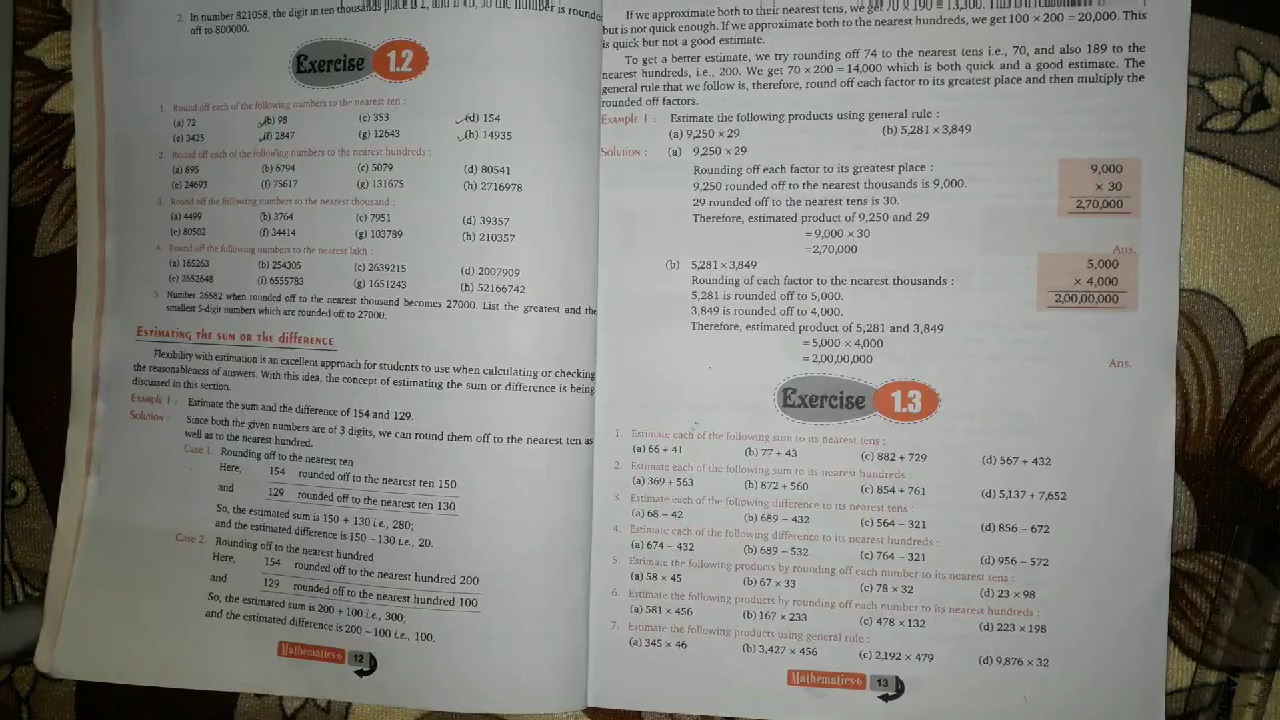 2. In number 821058, the digit in ten thousands place is 2, and 2 < 5, so the number is rounded
off to 800000.
Exercise 1.2
1. Round off each of the following numbers to the nearest ten :
(a) 72 (b) 98 (c) 353 (d) 154
(e) 3425 (f) 2847 (g) 12643 (h) 14935
2. Round off each of the following numbers to the nearest hundreds :
(a) 895 (b) 6794 (c) 5079 (d) 80541
(e) 24693 (f) 75617 (g) 131675 (h) 2716978
3. Round off the following numbers to the nearest thousand :
(a) 4499 (b) 3764 (c) 7951 (d) 39357
(e) 80502 (f) 34414 (g) 103789 (h) 210357
4. Round off the following numbers to the nearest lakh :
(a) 165263 (b) 254305 (c) 2639215 (d) 2007909
(e) 2652648 (f) 6555783 (g) 1651243 (h) 52166742
5. Number 26582 when rounded off to the nearest thousand becomes 27000. List the greatest and the
smallest 5-digit numbers which are rounded off to 27000.
ESTIMATING THE SUM OR THE DIFFERENCE
Flexibility with estimation is an excellent approach for students to use when calculating or checking
the reasonableness of answers. With this idea, the concept of estimating the sum or difference is being
discussed in this section.
Example 1 : Estimate the sum and the difference of 154 and 129.
Solution : Since both the given numbers are of 3 digits, we can round them off to the nearest ten as
well as to the nearest hundred.
Case 1. Rounding off to the nearest ten
Here, 154 rounded off to the nearest ten 150
and 129 rounded off to the nearest ten 130
So, the estimated sum is 150 + 130 i.e., 280;
and the estimated difference is 150 – 130 i.e., 20.
Case 2. Rounding off to the nearest hundred
Here, 154 rounded off to the nearest hundred 200
and 129 rounded off to the nearest hundred 100
So, the estimated sum is 200 + 100 i.e., 300;
and the estimated difference is 200 – 100 i.e., 100.
Mathematics-6 12
If we approximate both to their nearest tens, we get 70 × 190 = 13,300. This is
but is not quick enough. If we approximate both to the nearest hundreds, we get 100 × 200 = 20,000. This
is quick but not a good estimate.
To get a better estimate, we try rounding off 74 to the nearest tens i.e., 70, and also 189 to the
nearest hundreds, i.e., 200. We get 70 × 200 = 14,000 which is both quick and a good estimate. The
general rule that we follow is, therefore, round off each factor to its greatest place and then multiply the
rounded off factors.
Example 1 : Estimate the following products using general rule :
(a) 9,250 × 29 (b) 5,281 × 3,849
Solution : (a) 9,250 × 29
Rounding off each factor to its greatest place :
9,250 rounded off to the nearest thousands is 9,000.
29 rounded off to the nearest tens is 30.
Therefore, estimated product of 9,250 and 29
= 9,000 × 30
= 2,70,000
9,000
× 30
2,70,000
Ans.
(b) 5,281 × 3,849
Rounding of each factor to the nearest thousands :
5,281 is rounded off to 5,000.
3,849 is rounded off to 4,000.
Therefore, estimated product of 5,281 and 3,849
= 5,000 × 4,000
= 2,00,00,000
5,000
× 4,000
2,00,00,000
Ans.
Exercise 1.3
1. Estimate each of the following sum to its nearest tens :
(a) 66 + 41 (b) 77 + 43 (c) 882 + 729 (d) 567 + 432
2. Estimate each of the following sum to its nearest hundreds :
(a) 369 + 563 (b) 872 + 560 (c) 854 + 761 (d) 5,137 + 7,652
3. Estimate each of the following difference to its nearest tens :
(a) 68 – 42 (b) 689 – 432 (c) 564 – 321 (d) 856 – 672
4. Estimate each of the following difference to its nearest hundreds :
(a) 674 – 432 (b) 689 – 532 (c) 764 – 321 (d) 956 – 572
5. Estimate the following products by rounding off each number to its nearest tens :
(a) 58 × 45 (b) 67 × 33 (c) 78 × 32 (d) 23 × 98
6. Estimate the following products by rounding off each number to its nearest hundreds :
(a) 581 × 456 (b) 167 × 233 (c) 478 × 132 (d) 223 × 198
7. Estimate the following products using general rule :
(a) 345 × 46 (b) 3,427 × 456 (c) 2,192 × 479 (d) 9,876 × 32
Mathematics-6 13